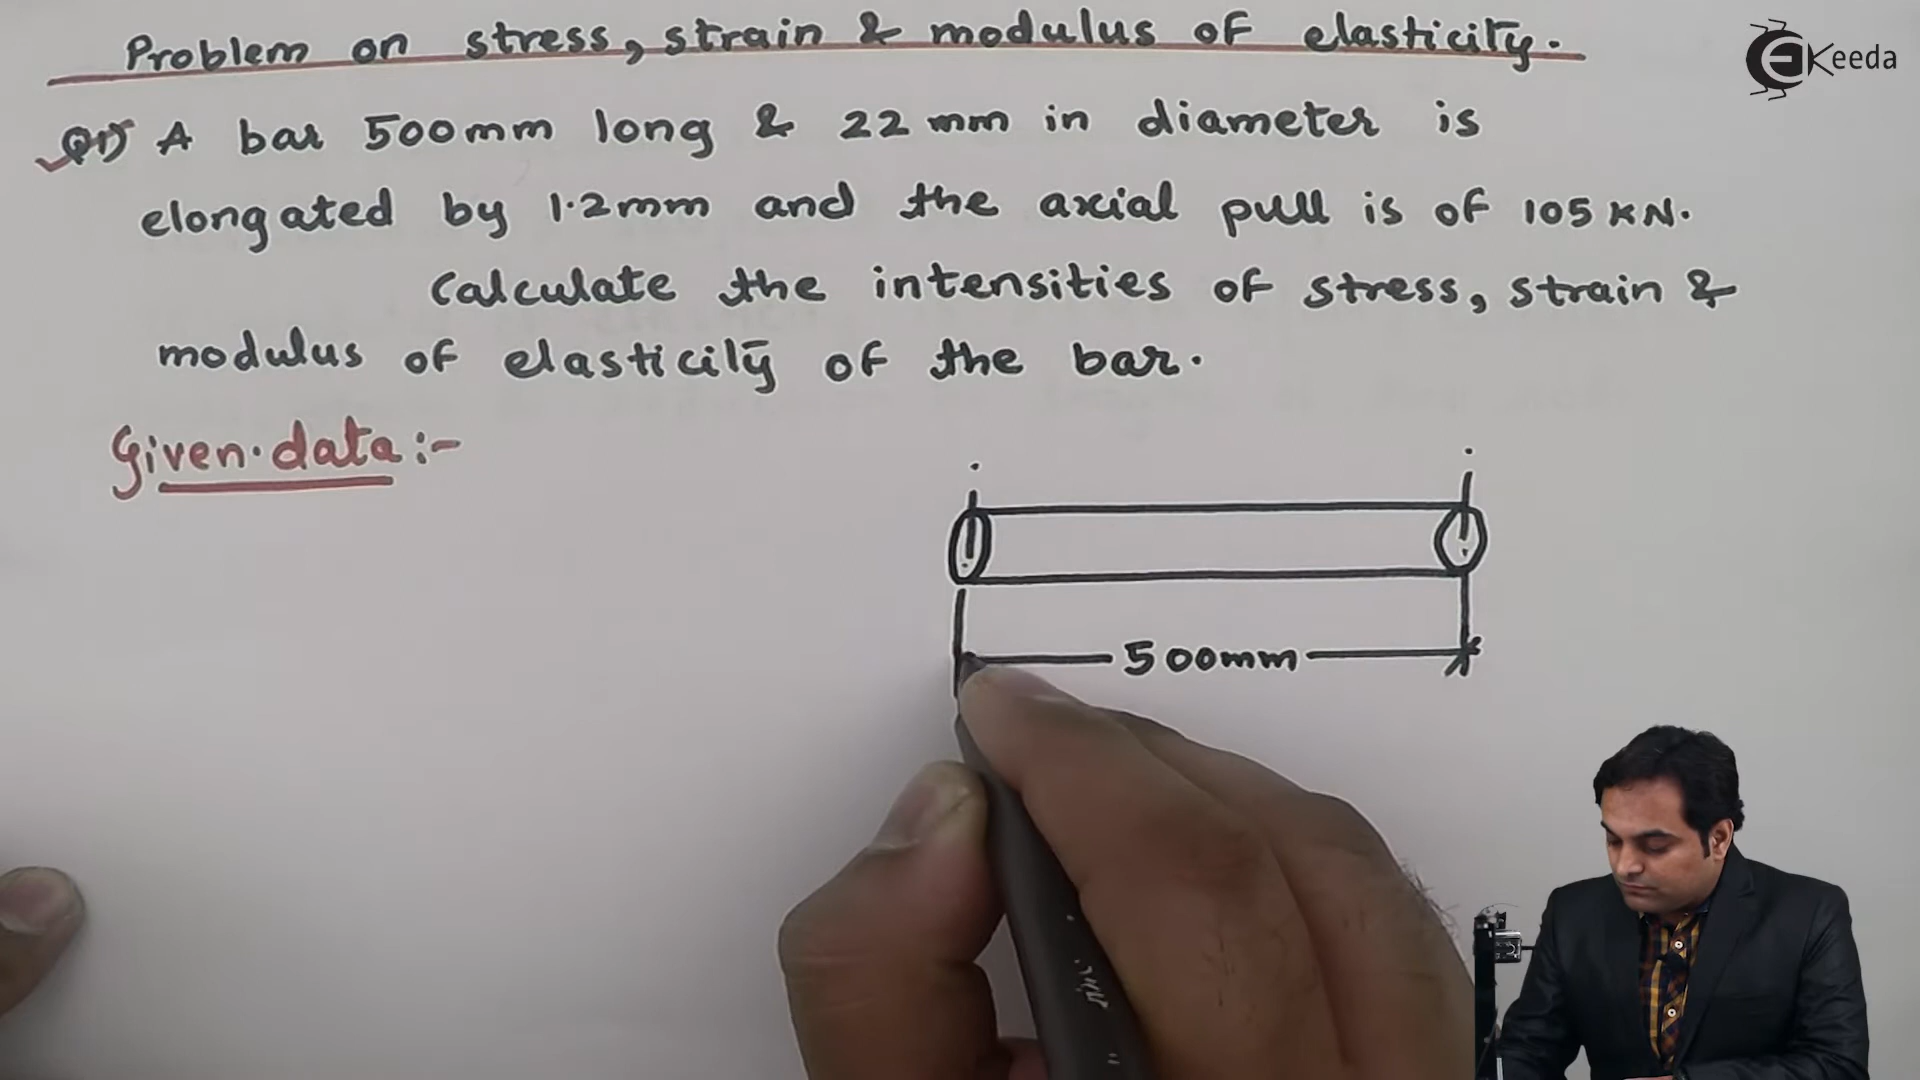 Problem on stress, strain & modulus of elasticity.
EKeeda
Q1) A bar 500mm long & 22 mm in diameter is
elongated by 1.2mm and the axial pull is of 105 KN.
Calculate the intensities of stress, strain &
modulus of elasticity of the bar.
Given data:-
500mm